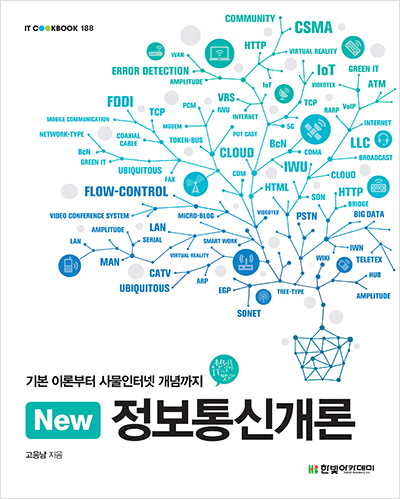 IT COOKBOOK 188
COMMUNITY
CSMA
HTTP
WAN
VIRTUAL REALITY
ERROR DETECTION
IoT
GREEN IT
AMPLITUDE
IoT
VIDEOTEX
ATM
FDDI
VRS
TCP
PCM
IWU
RARP
VoIP
TCP
MOBILE COMMUNICATION
MODEM
INTERNET
5G
INTERNET
NETWORK-TYPE
COAXIAL
CABLE
TOKEN-BUS
POT CAST
LLC
BcN
CLOUD
BcN
CDMA
BROADCAST
GREEN IT
UBIQUITOUS
CDM
IWU
CLOUD
FAX
FLOW-CONTROL
HTML
SDN
HTTP
BRIDGE
VIDEO CONFERENCE SYSTEM
MICRO-BLOG
VIDEOTEX
PSTN
BIG DATA
AMPLITUDE
LAN
LAN
SERIAL
SMART WORK
IWN
MAN
VIRTUAL REALITY
WIKI
TELETEX
CATV
ARP
HUB
UBIQUITOUS
EGP
TREE-TYPE
AMPLITUDE
SONET
기본 이론부터 사물인터넷 개념까지
New 정보통신개론
고응남 지음
한빛아카데미